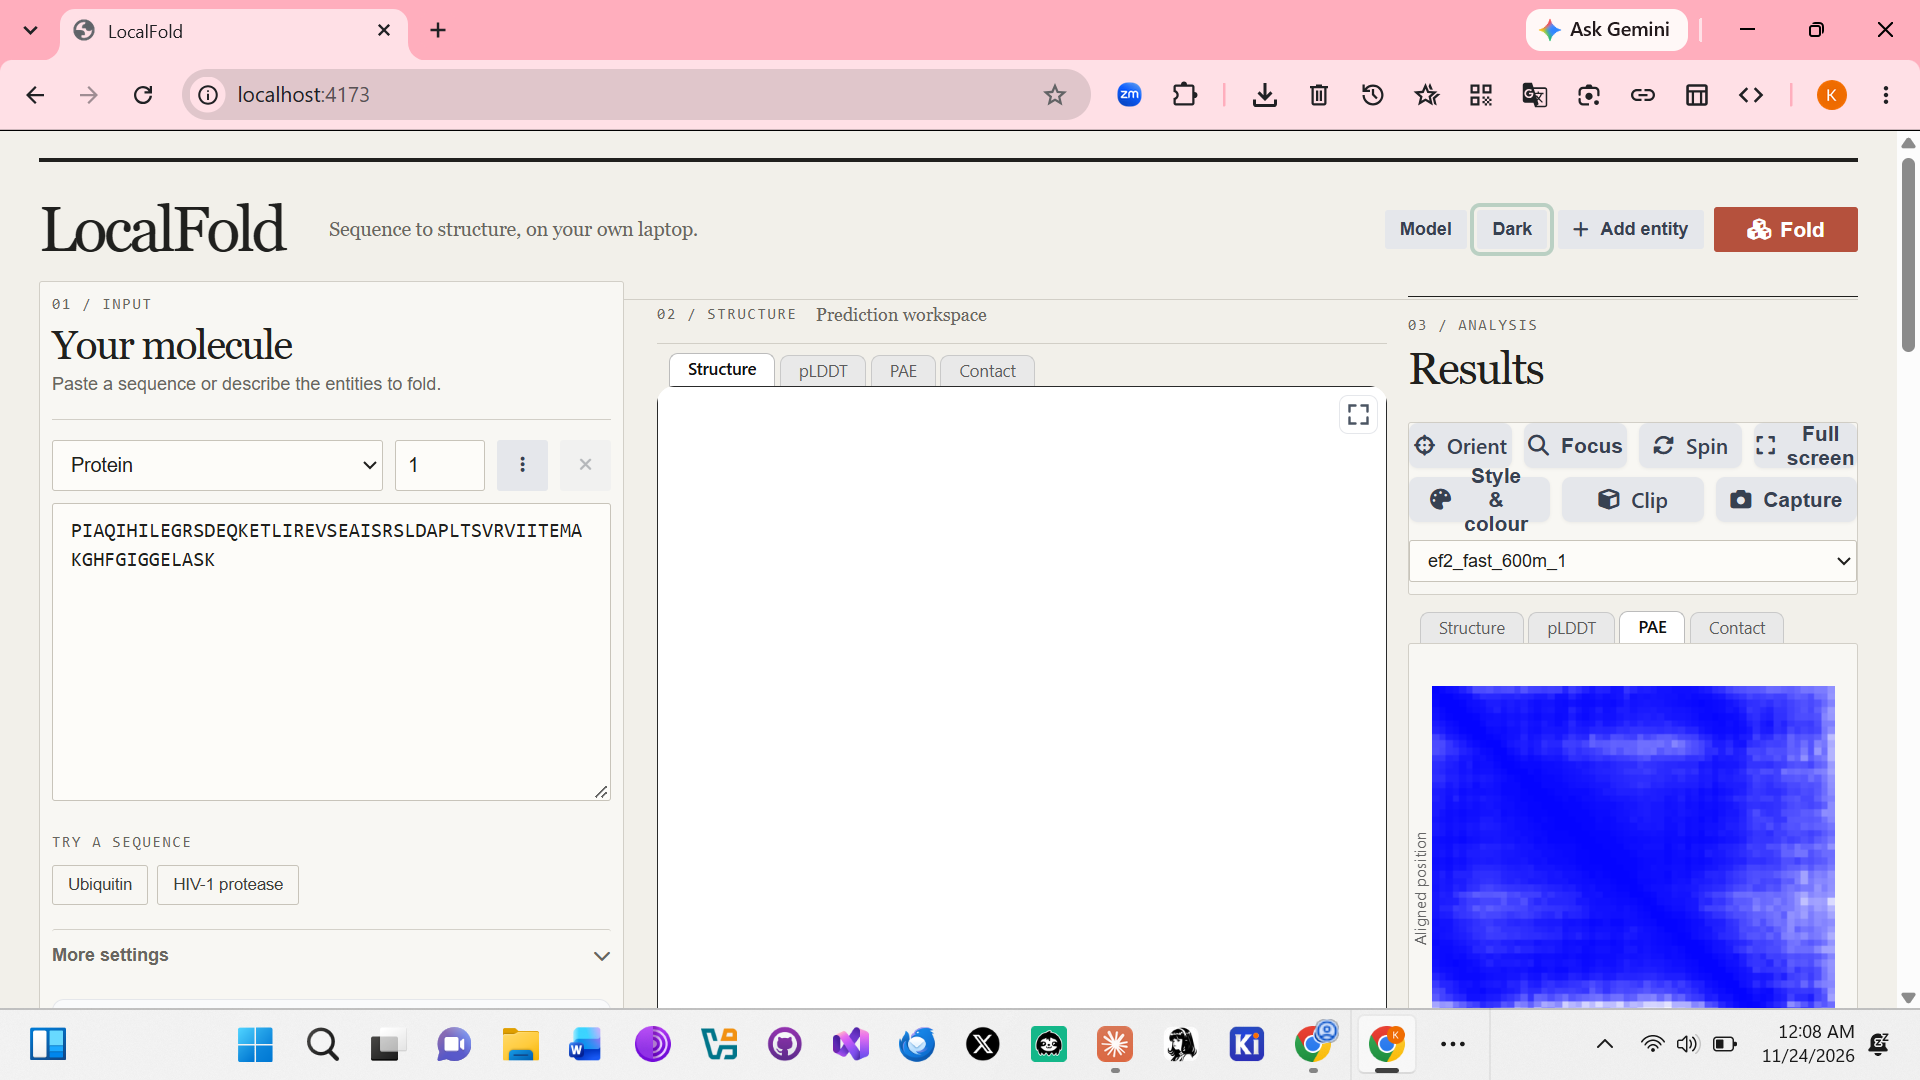 LocalFold
Ask Gemini
localhost:4173
zm
K
LocalFold
Sequence to structure, on your own laptop.
Model
Dark
+ Add entity
Fold
01 / INPUT
Your molecule
Paste a sequence or describe the entities to fold.
Protein
1
PIAQIHILEGRSDEQKETLIREVSEAISRSLDAPLTSVRVIITEMA
KGHFGIGGELASK
TRY A SEQUENCE
Ubiquitin
HIV-1 protease
More settings
02 / STRUCTURE
Prediction workspace
Structure
pLDDT
PAE
Contact
03 / ANALYSIS
Results
Orient
Focus
Spin
Full
screen
Style
&
colour
Clip
Capture
ef2_fast_600m_1
Structure
pLDDT
PAE
Contact
Aligned position
W
X
Ki
K
12:08 AM
11/24/2026